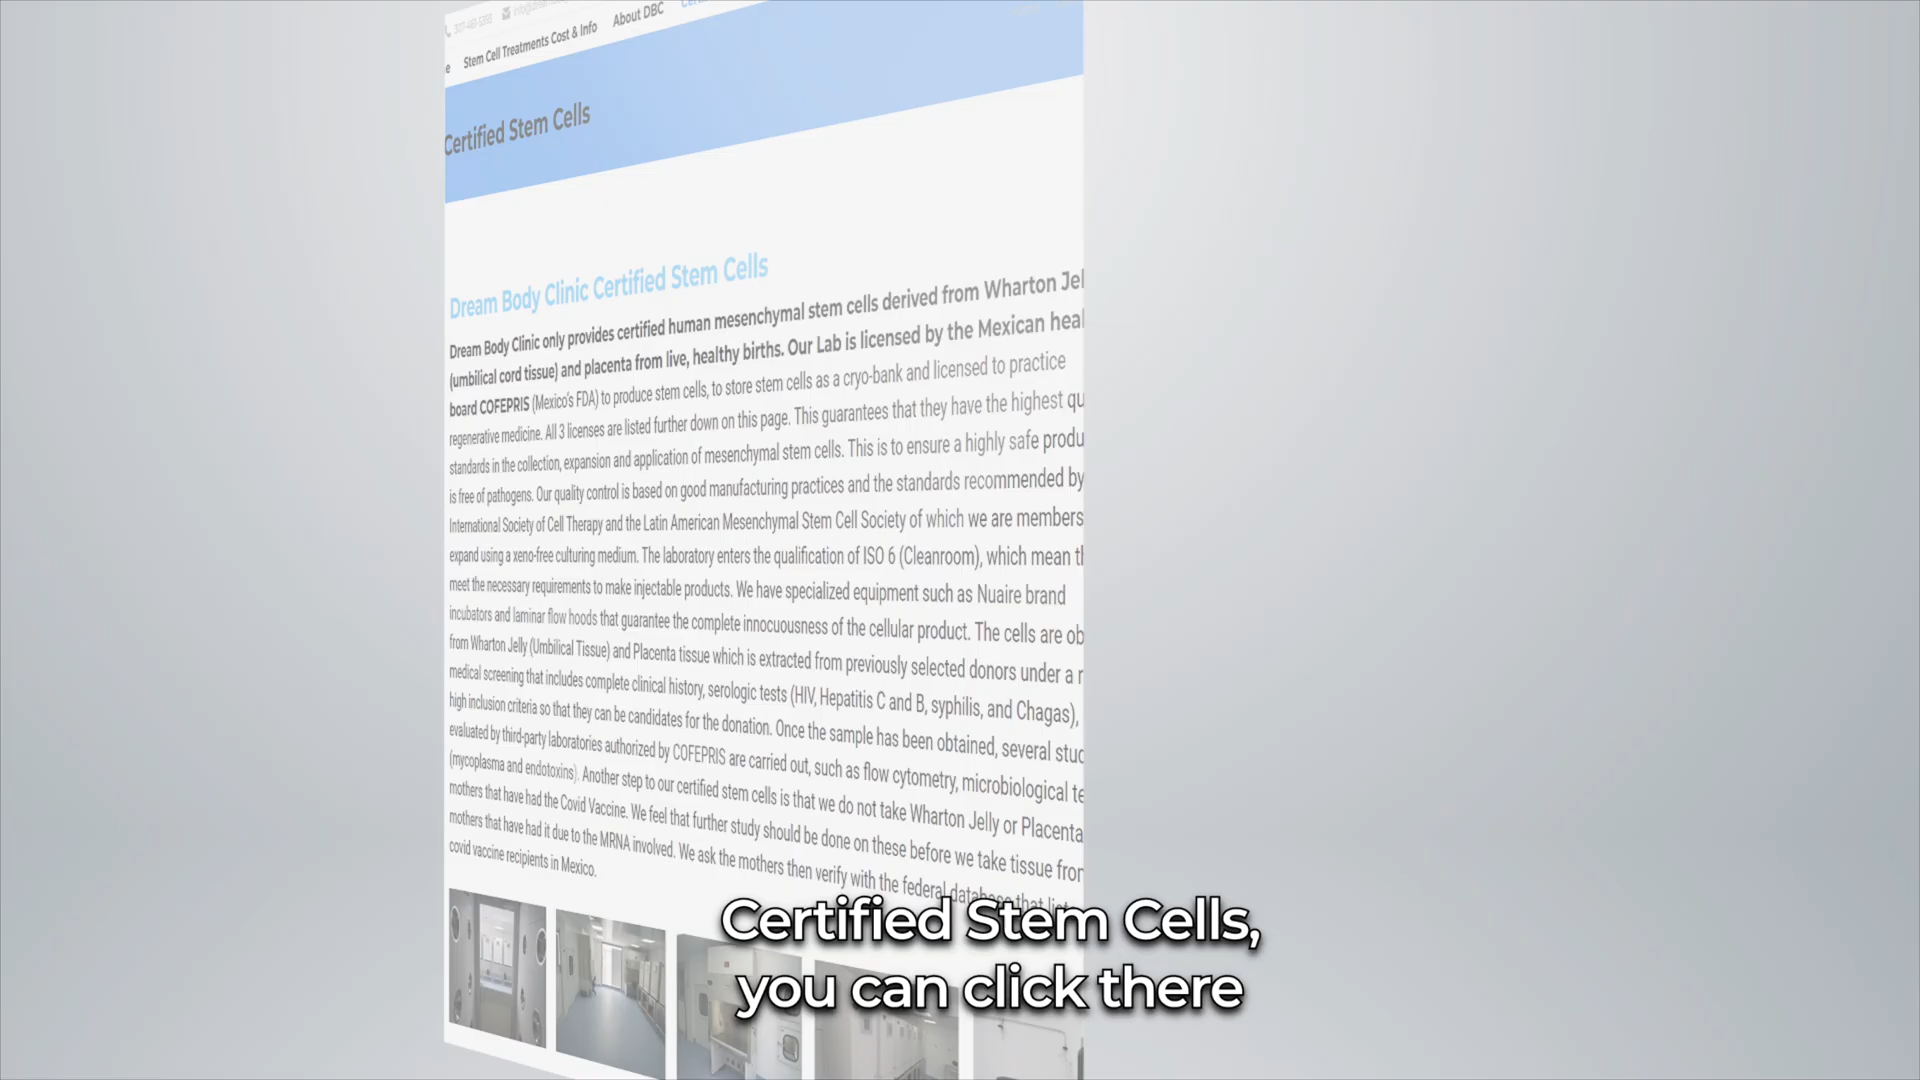 Stem Cell Treatments Cost & Info
About DBC
Certified Stem Cells
Dream Body Clinic Certified Stem Cells
Dream Body Clinic only provides certified human mesenchymal stem cells derived from Wharton Jel
(umbilical cord tissue) and placenta from live, healthy births. Our Lab is licensed by the Mexican heal
board COFEPRIS (Mexico's FDA) to produce stem cells, to store stem cells as a cryo-bank and licensed to practice
regenerative medicine. All 3 licenses are listed further down on this page. This guarantees that they have the highest qu
standards in the collection, expansion and application of mesenchymal stem cells. This is to ensure a highly safe produ
is free of pathogens. Our quality control is based on good manufacturing practices and the standards recommended by
International Society of Cell Therapy and the Latin American Mesenchymal Stem Cell Society of which we are members
expand using a xeno-free culturing medium. The laboratory enters the qualification of ISO 6 (Cleanroom), which mean th
meet the necessary requirements to make injectable products. We have specialized equipment such as Nuaire brand
incubators and laminar flow hoods that guarantee the complete innocuousness of the cellular product. The cells are ob
from Wharton Jelly (Umbilical Tissue) and Placenta tissue which is extracted from previously selected donors under a r
medical screening that includes complete clinical history, serologic tests (HIV, Hepatitis C and B, syphilis, and Chagas),
high inclusion criteria so that they can be candidates for the donation. Once the sample has been obtained, several stud
evaluated by third-party laboratories authorized by COFEPRIS are carried out, such as flow cytometry, microbiological te
(mycoplasma and endotoxins). Another step to our certified stem cells is that we do not take Wharton Jelly or Placenta
mothers that have had the Covid Vaccine. We feel that further study should be done on these before we take tissue from
mothers that have had it due to the MRNA involved. We ask the mothers then verify with the federal database that list
covid vaccine recipients in Mexico.
Certified Stem Cells,
you can click there